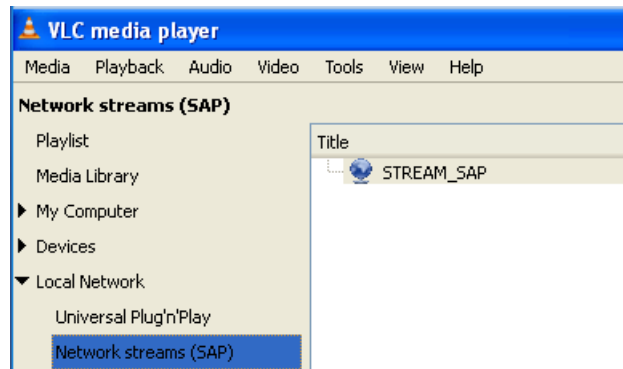 VLC media player
Media Playback Audio Video Tools View Help
Network streams (SAP)
Playlist
Title
STREAM_SAP
Media Library
My Computer
Devices
Local Network
Universal Plug'n'Play
Network streams (SAP)